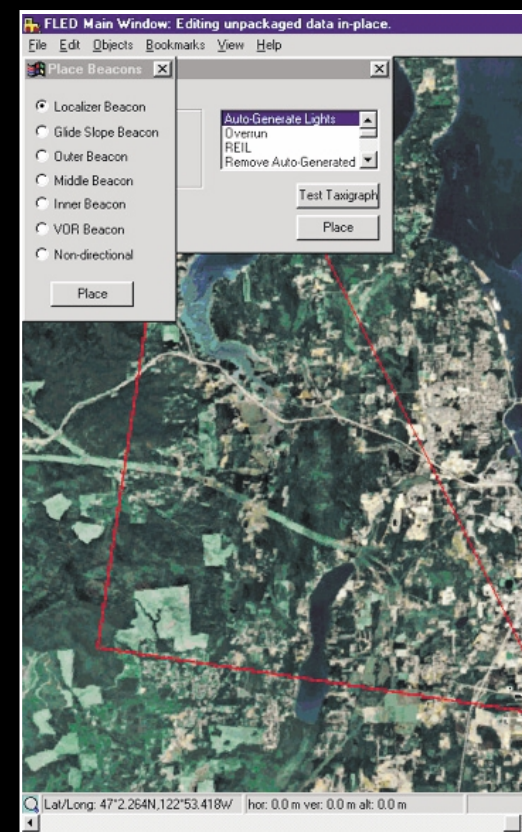 FLED Main Window: Editing unpackaged data in-place.
File Edit Objects Bookmarks View Help
Place Beacons
Localizer Beacon
Glide Slope Beacon
Outer Beacon
Middle Beacon
Inner Beacon
VOR Beacon
Non-directional
Place
Auto-Generate Lights
Overrun
REIL
Remove Auto-Generated
Test Taxigraph
Place
Lat/Long: 47°2.264N,122°53.418W hor: 0.0 m ver: 0.0 m alt: 0.0 m